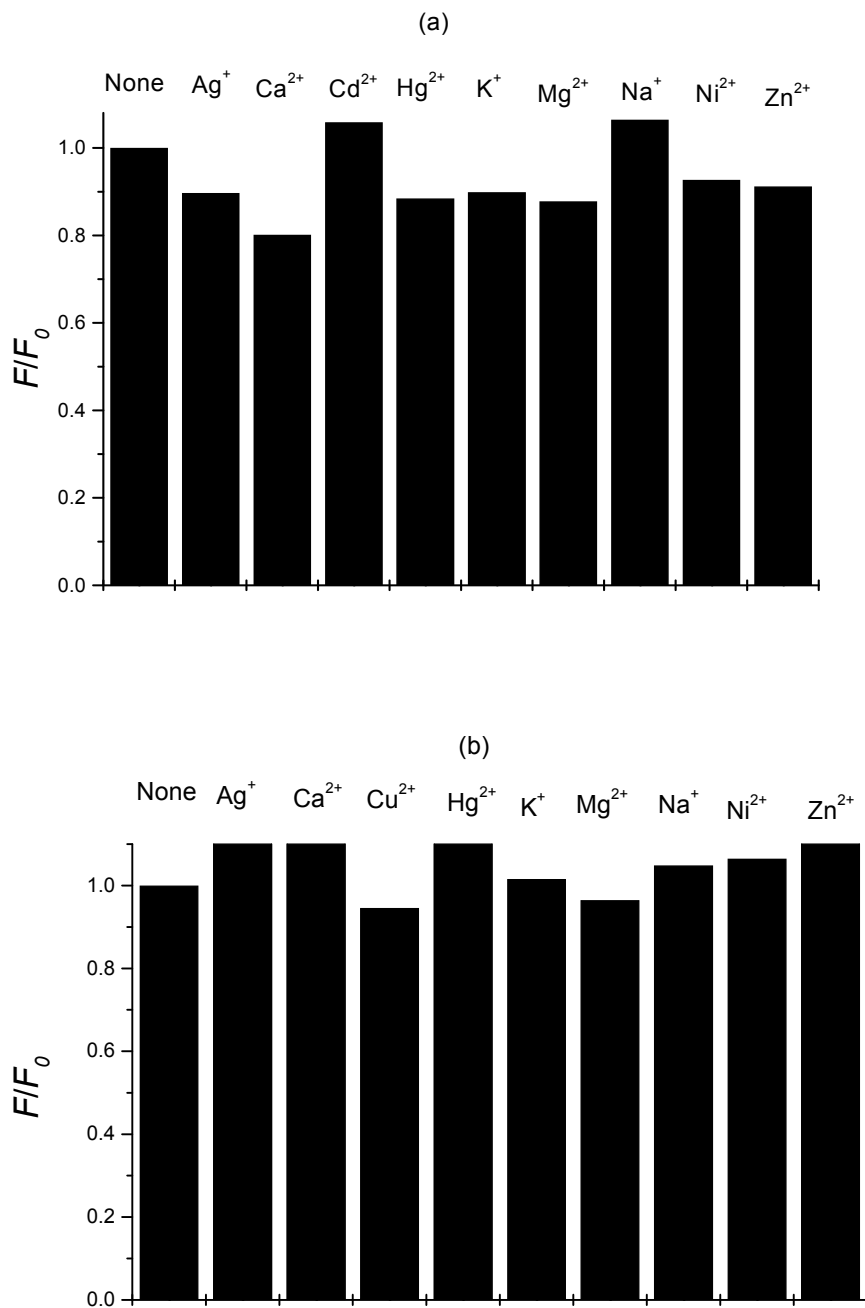 (a)
None Ag⁺ Ca²⁺ Cd²⁺ Hg²⁺ K⁺ Mg²⁺ Na⁺ Ni²⁺ Zn²⁺
1.0
0.8
0.6
0.4
0.2
0.0
F/F₀
(b)
None Ag⁺ Ca²⁺ Cu²⁺ Hg²⁺ K⁺ Mg²⁺ Na⁺ Ni²⁺ Zn²⁺
1.0
0.8
0.6
0.4
0.2
0.0
F/F₀